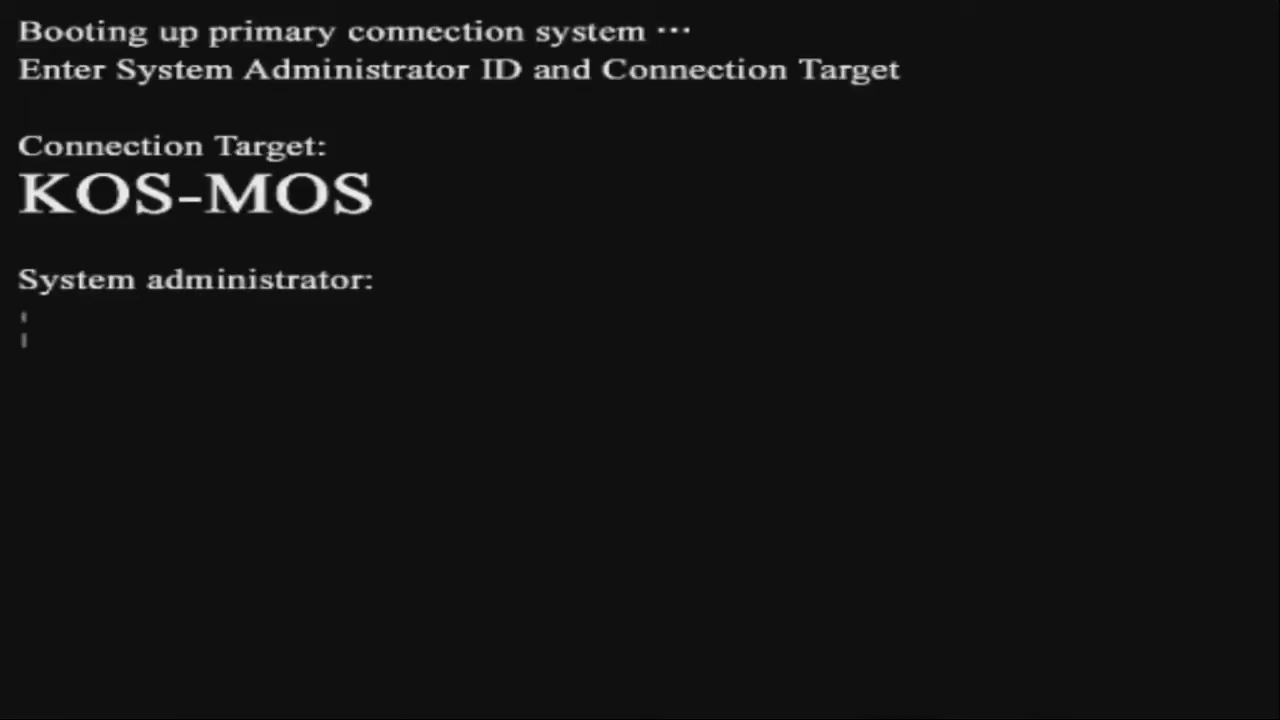 Booting up primary connection system ···
Enter System Administrator ID and Connection Target
Connection Target:
KOS-MOS
System administrator: